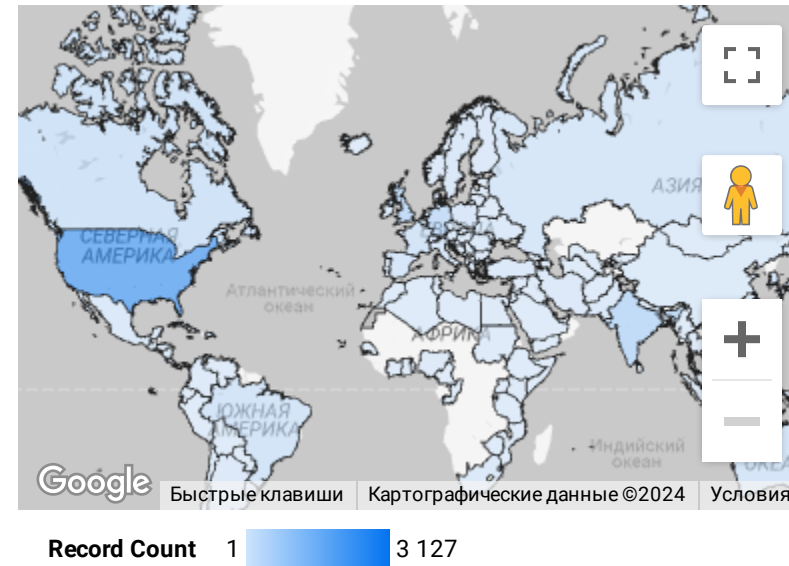 АЗИЯ
СЕВЕРНАЯ
АМЕРИКА
ЕВРОПА
Атлантический
океан
АФРИКА
ЮЖНАЯ
АМЕРИКА
Индийский
океан
Google
Быстрые клавиши
Картографические данные ©2024
Условия
Record Count 1 3 127